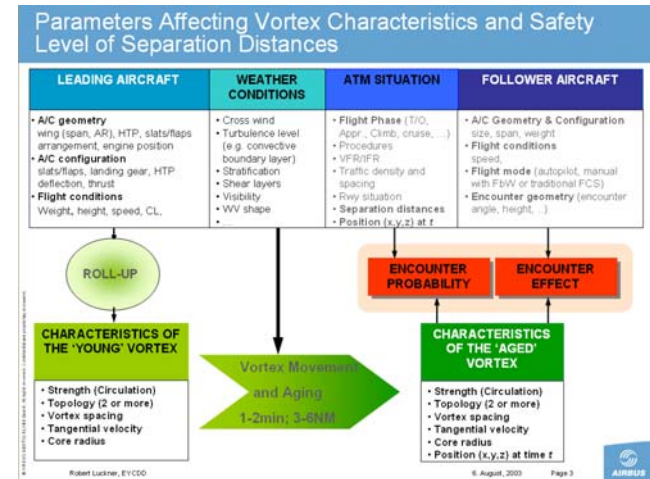 Parameters Affecting Vortex Characteristics and Safety
Level of Separation Distances
LEADING AIRCRAFT
• A/C geometry
wing (span, AR), HTP, slats/flaps
arrangement, engine position
• A/C configuration
slats/flaps, landing gear, HTP
deflection, thrust
• Flight conditions
Weight, height, speed, CL,
WEATHER
CONDITIONS
• Cross wind
• Turbulence level
(e.g. convective
boundary layer)
• Stratification
• Shear layers
• Visibility
• WV shape
• ...
ATM SITUATION
• Flight Phase (T/O,
Appr., Climb, cruise, ...)
• Procedures
• VFR/IFR
• Traffic density and
spacing
• Rwy situation
• Separation distances
• Position (x,y,z) at t
FOLLOWER AIRCRAFT
• A/C Geometry & Configuration
size, span, weight
• Flight conditions
speed,
• Flight mode (autopilot, manual
with FbW or traditional FCS)
• Encounter geometry (encounter
angle, height, ..)
ROLL-UP
ENCOUNTER
PROBABILITY
ENCOUNTER
EFFECT
CHARACTERISTICS OF
THE 'YOUNG' VORTEX
• Strength (Circulation)
• Topology (2 or more)
• Vortex spacing
• Tangential velocity
• Core radius
Vortex Movement
and Aging
1-2min; 3-6NM
CHARACTERISTICS
OF THE 'AGED'
VORTEX
• Strength (Circulation)
• Topology (2 or more)
• Vortex spacing
• Tangential velocity
• Core radius
• Position (x,y,z) at time t
Robert Luckner, EYCDD
6. August, 2003
Page 3
AIRBUS